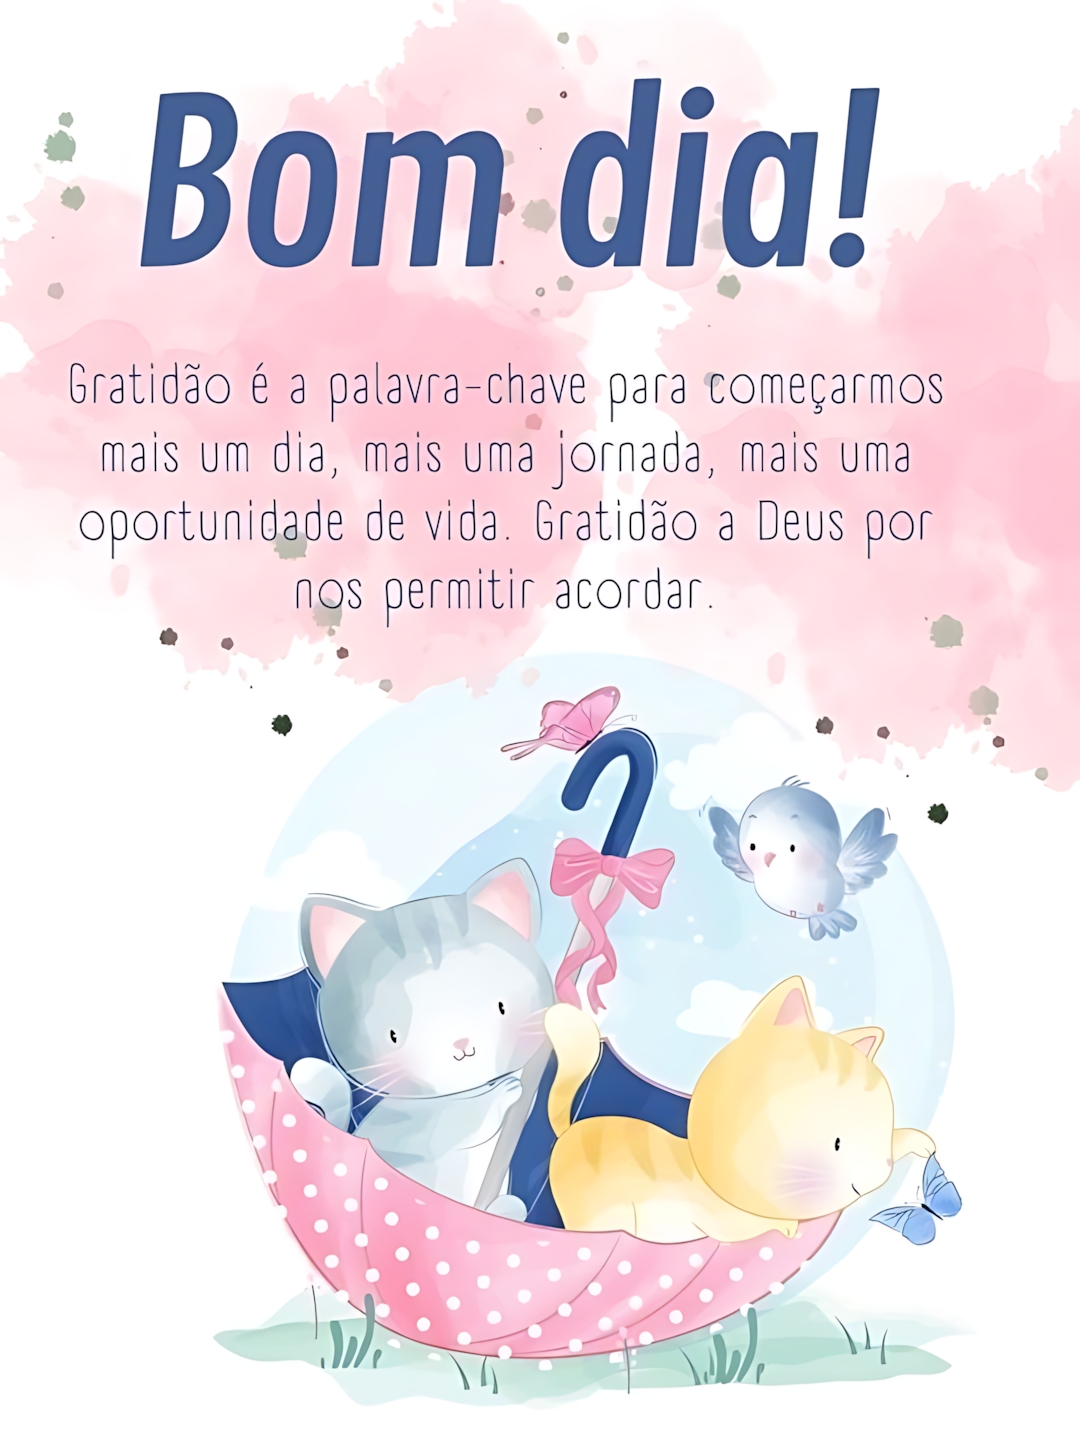 Bom dia!
Gratidão é a palavra-chave para começarmos
mais um dia, mais uma jornada, mais uma
oportunidade de vida. Gratidão a Deus por
nos permitir acordar.